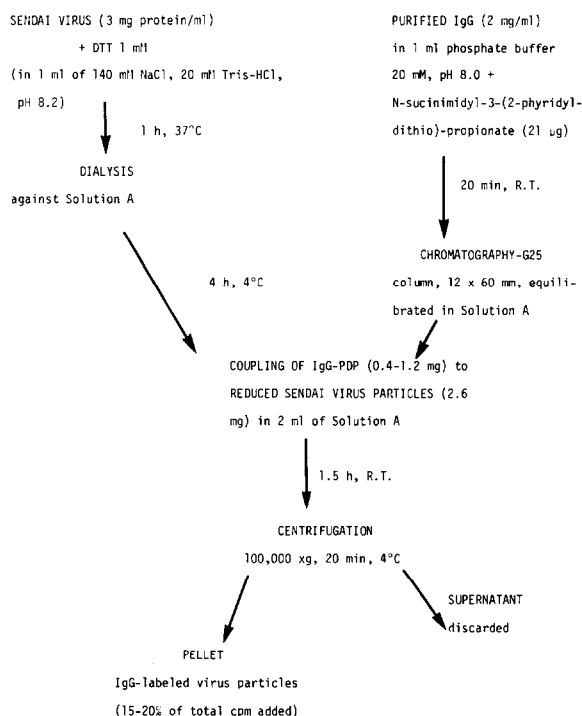 SENDAI VIRUS (3 mg protein/ml)
+ DTT 1 mM
(in 1 ml of 140 mM NaCl, 20 mM Tris-HCl,
pH 8.2)
1 h, 37°C
DIALYSIS
against Solution A
4 h, 4°C
PURIFIED IgG (2 mg/ml)
in 1 ml phosphate buffer
20 mM, pH 8.0 +
N-sucinimidyl-3-(2-phyridyl-
dithio)-propionate (21 µg)
20 min, R.T.
CHROMATOGRAPHY-G25
column, 12 x 60 mm, equili-
brated in Solution A
COUPLING OF IgG-PDP (0.4-1.2 mg) to
REDUCED SENDAI VIRUS PARTICLES (2.6
mg) in 2 ml of Solution A
1.5 h, R.T.
CENTRIFUGATION
100,000 xg, 20 min, 4°C
SUPERNATANT
discarded
PELLET
IgG-labeled virus particles
(15-20% of total cpm added)